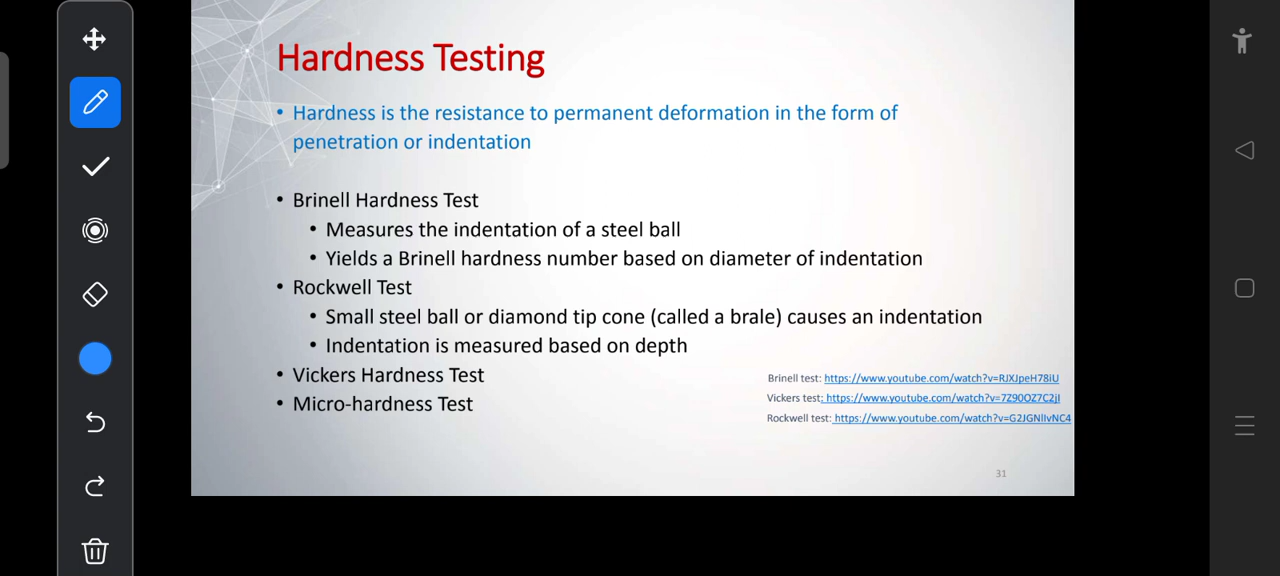 Hardness Testing
• Hardness is the resistance to permanent deformation in the form of
penetration or indentation
• Brinell Hardness Test
• Measures the indentation of a steel ball
• Yields a Brinell hardness number based on diameter of indentation
• Rockwell Test
• Small steel ball or diamond tip cone (called a brale) causes an indentation
• Indentation is measured based on depth
• Vickers Hardness Test
• Micro-hardness Test
Brinell test: https://www.youtube.com/watch?v=RJXJpeH78iU
Vickers test: https://www.youtube.com/watch?v=7Z90OZ7C2jI
Rockwell test: https://www.youtube.com/watch?v=G2JGNlIvNC4
31